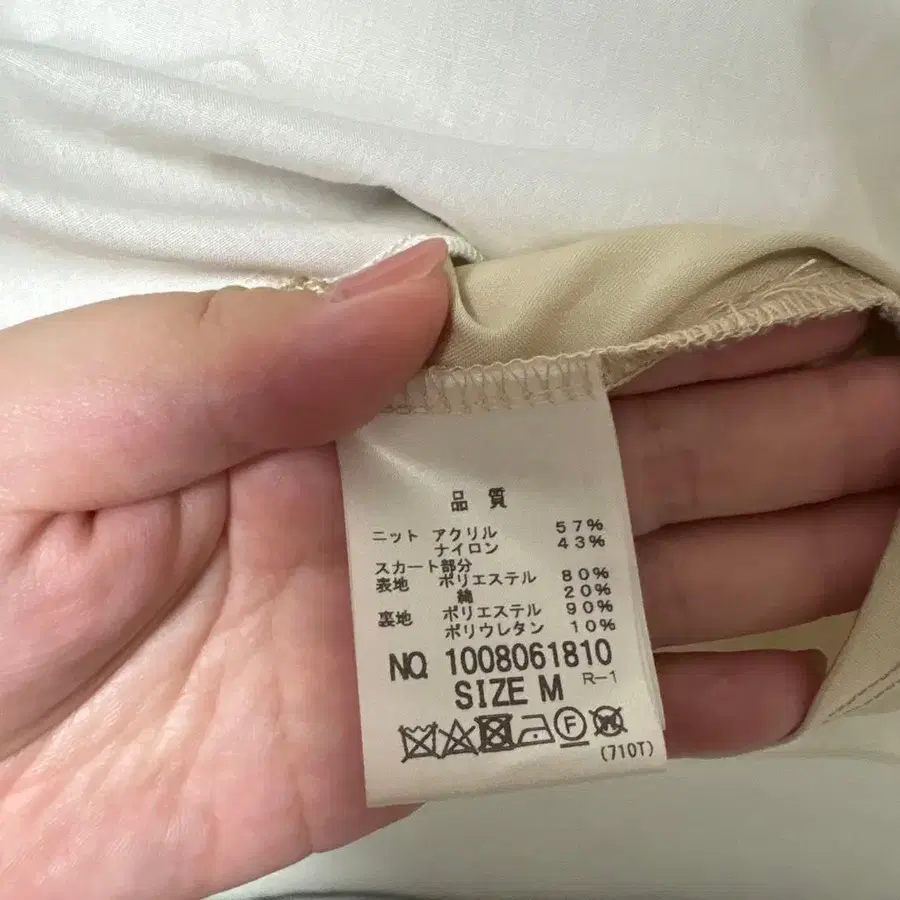 品質
ニット アクリル 57%
ナイロン 43%
スカート部分
表地 ポリエステル 80%
綿 20%
裏地 ポリエステル 90%
ポリウレタン 10%
NO. 1008061810
SIZE M R-1
F W
(710T)